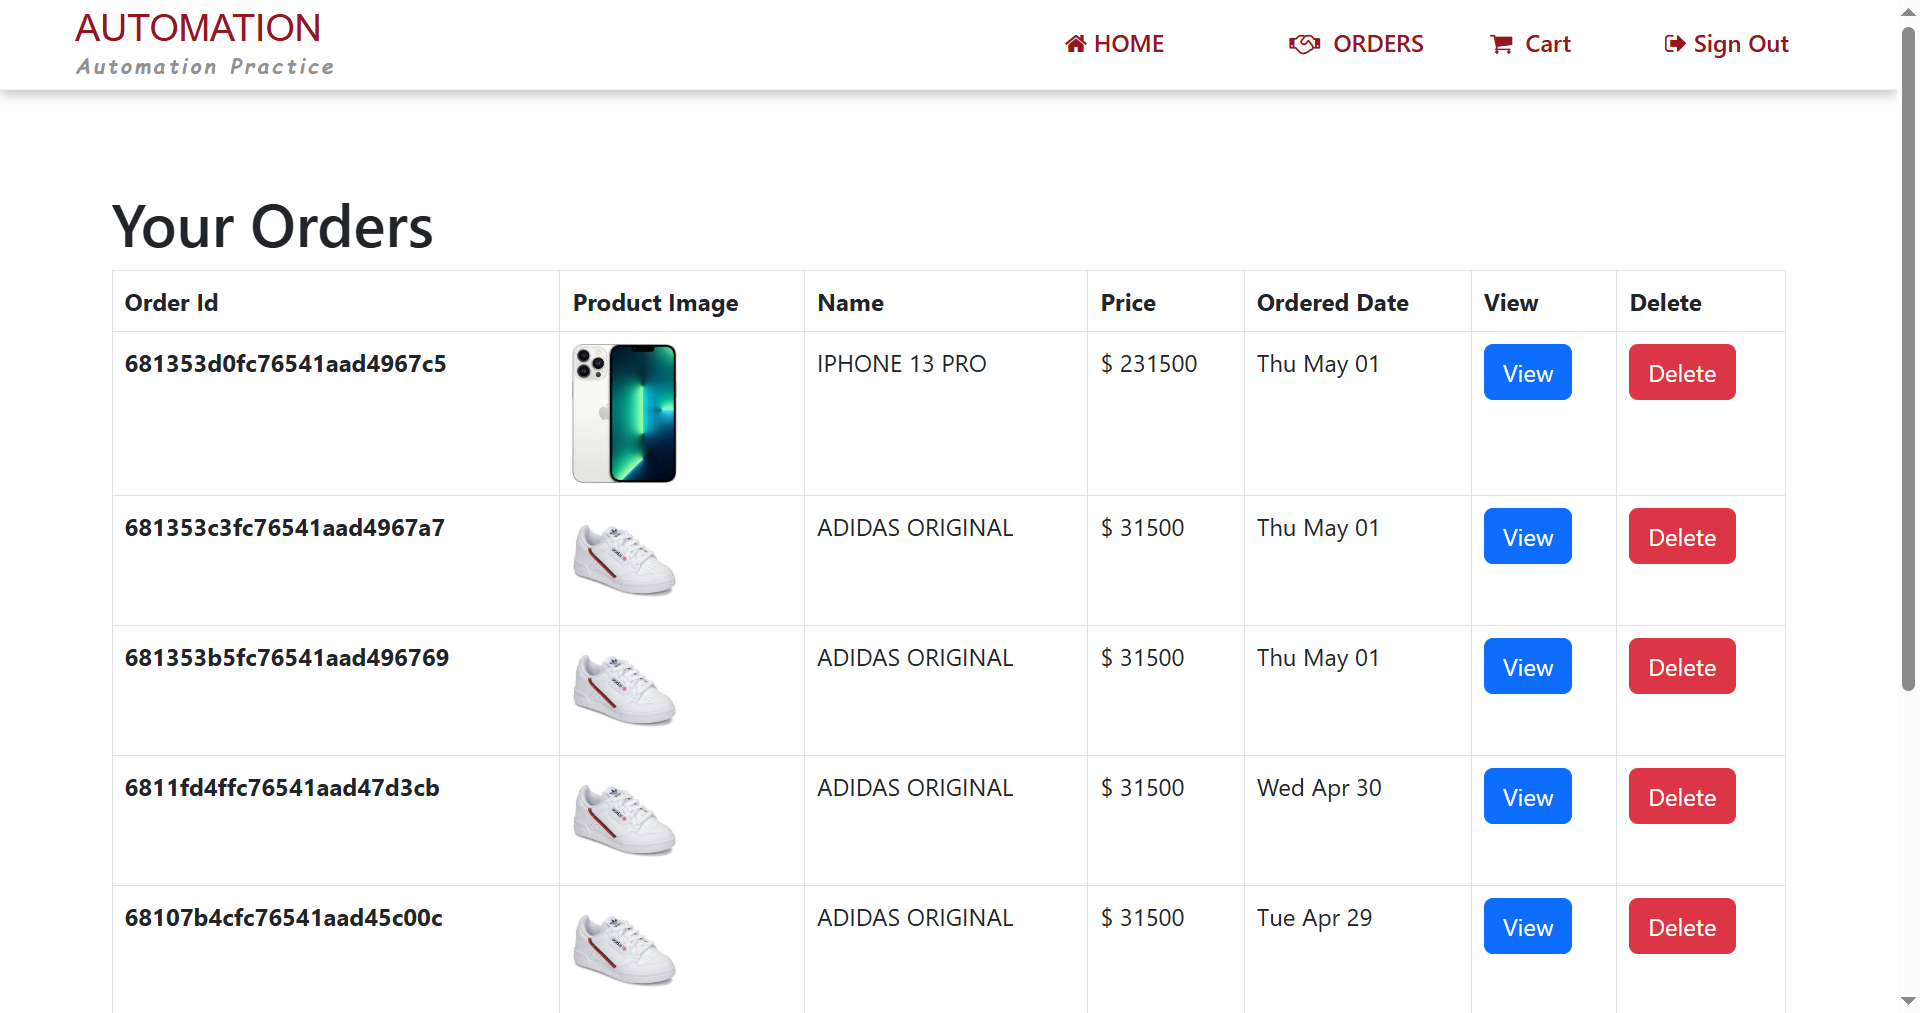 AUTOMATION
Automation Practice
HOME
ORDERS
Cart
Sign Out
Your Orders
Order Id Product Image Name Price Ordered Date View Delete
681353d0fc76541aad4967c5 IPHONE 13 PRO $ 231500 Thu May 01 View Delete
681353c3fc76541aad4967a7 ADIDAS ORIGINAL $ 31500 Thu May 01 View Delete
681353b5fc76541aad496769 ADIDAS ORIGINAL $ 31500 Thu May 01 View Delete
6811fd4ffc76541aad47d3cb ADIDAS ORIGINAL $ 31500 Wed Apr 30 View Delete
68107b4cfc76541aad45c00c ADIDAS ORIGINAL $ 31500 Tue Apr 29 View Delete